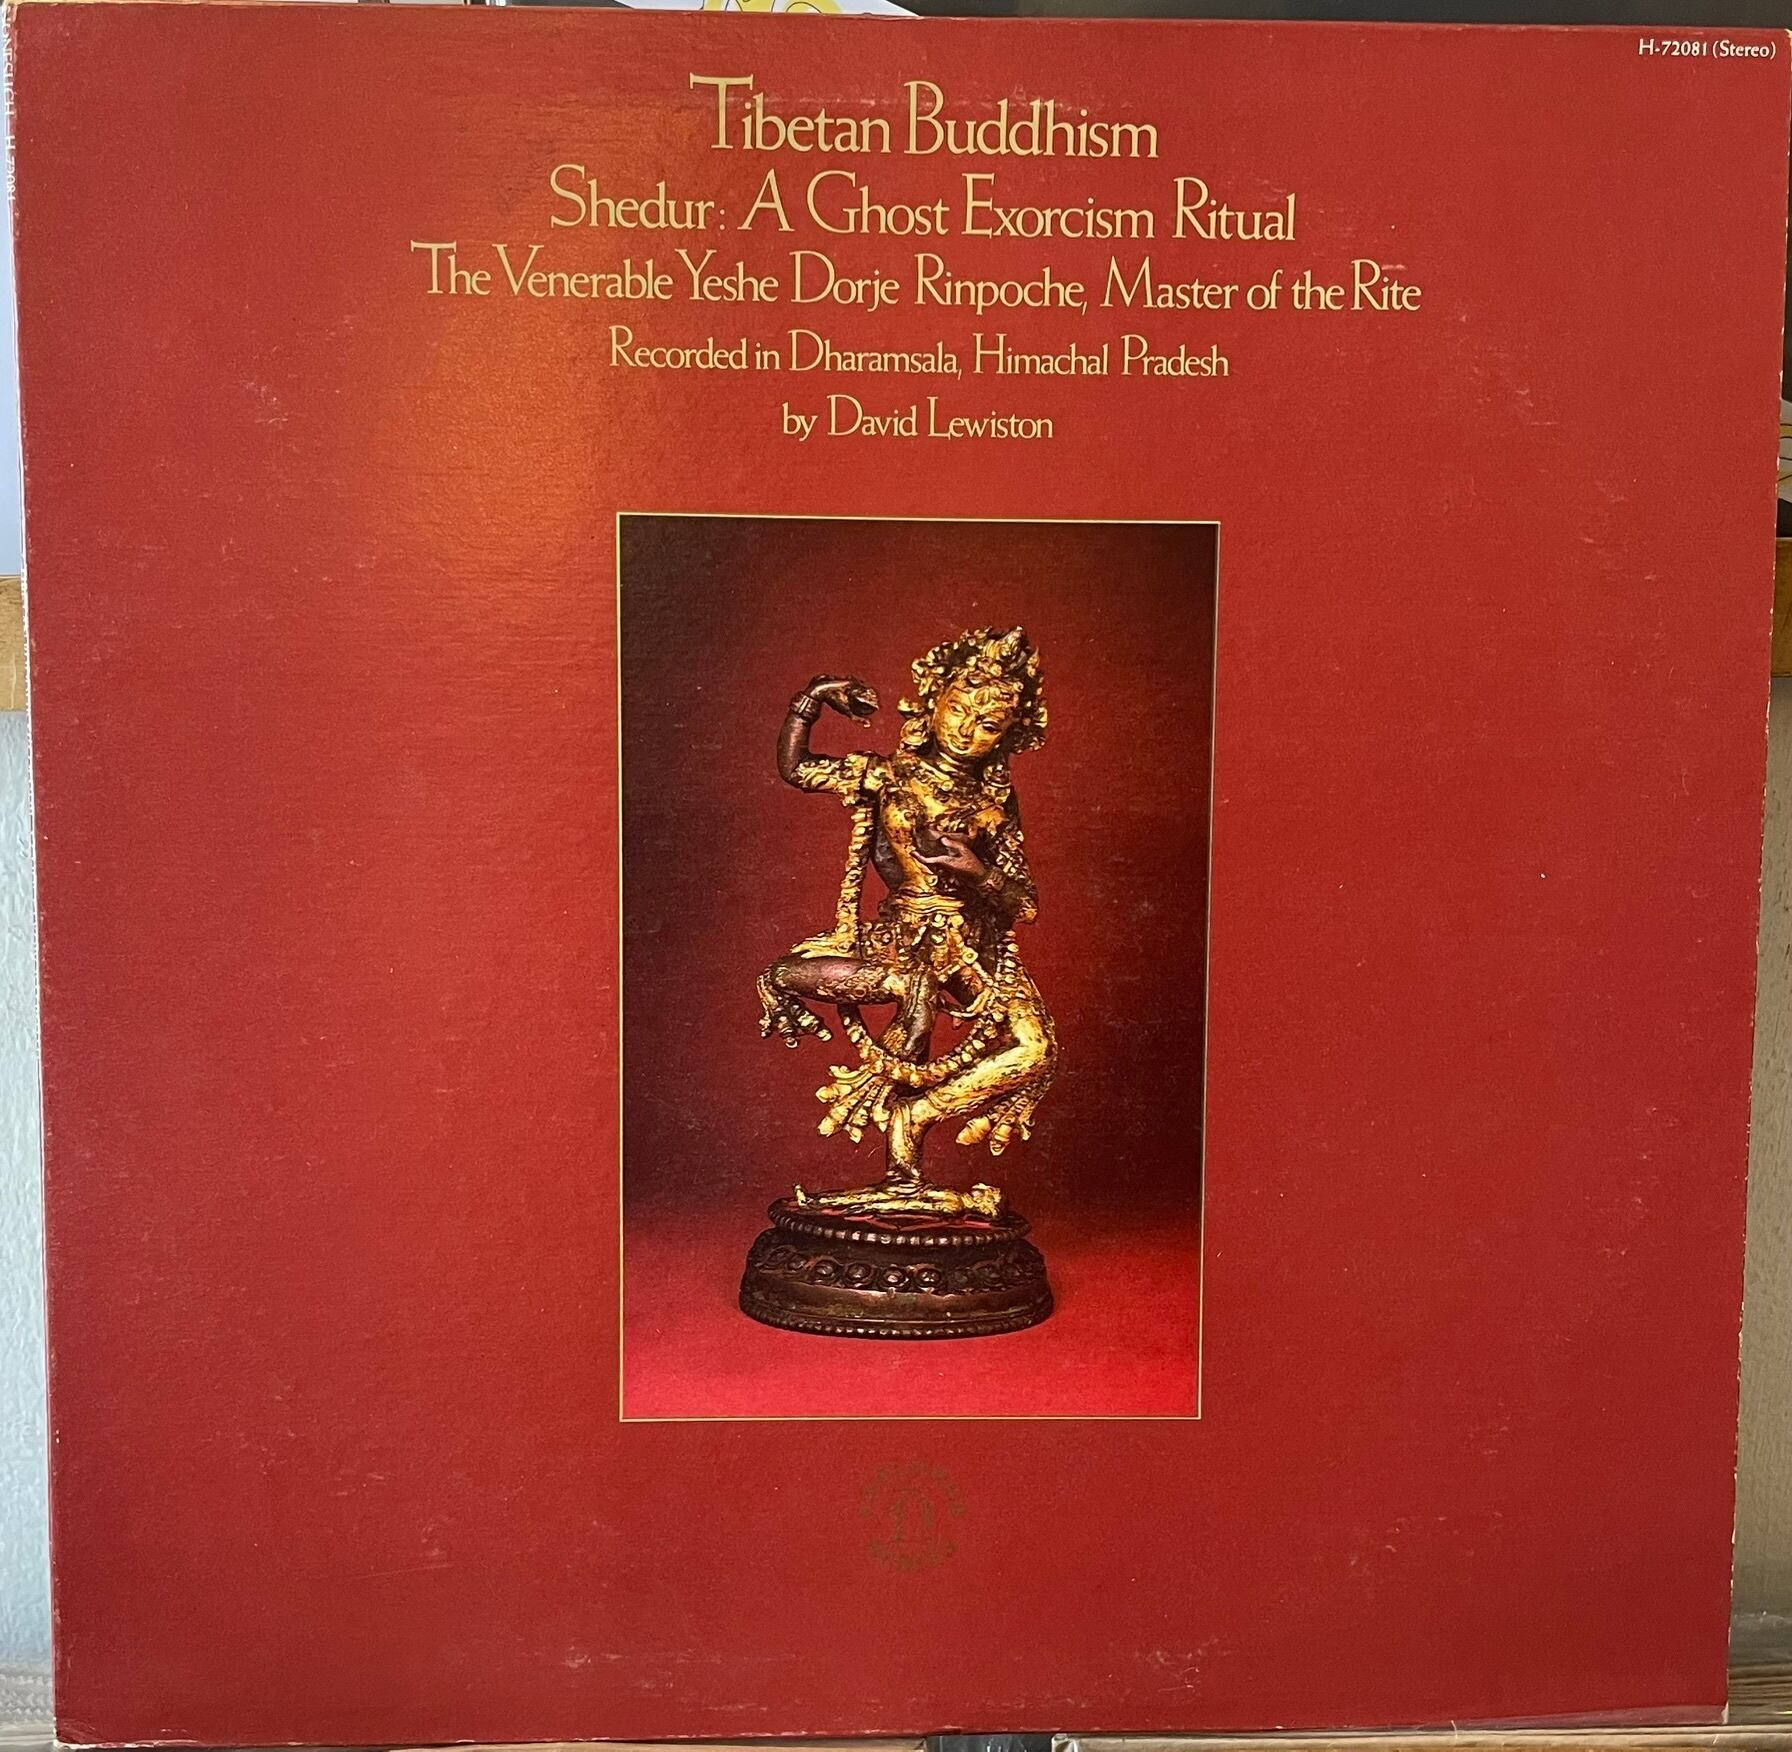 H-72081 (Stereo)
Tibetan Buddhism
Shedur: A Ghost Exorcism Ritual
The Venerable Yeshe Dorje Rinpoche, Master of the Rite
Recorded in Dharamsala, Himachal Pradesh
by David Lewiston